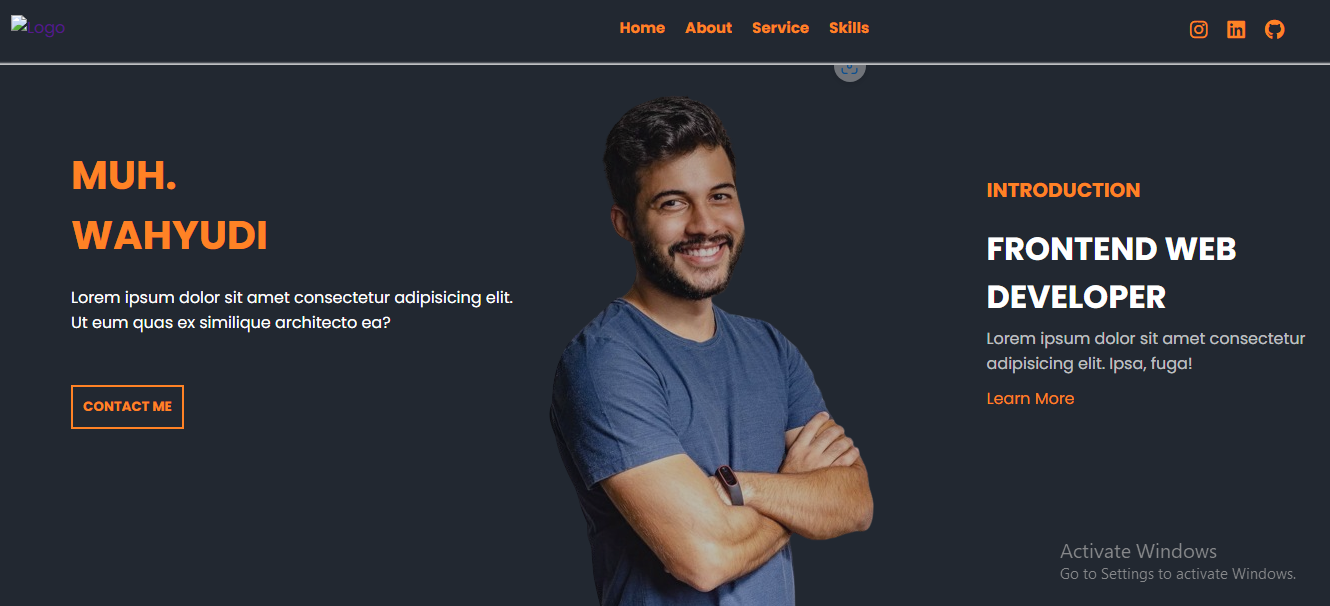 Logo
Home About Service Skills
MUH.
WAHYUDI
Lorem ipsum dolor sit amet consectetur adipisicing elit.
Ut eum quas ex similique architecto ea?
CONTACT ME
INTRODUCTION
FRONTEND WEB
DEVELOPER
Lorem ipsum dolor sit amet consectetur
adipisicing elit. Ipsa, fuga!
Learn More
Activate Windows
Go to Settings to activate Windows.